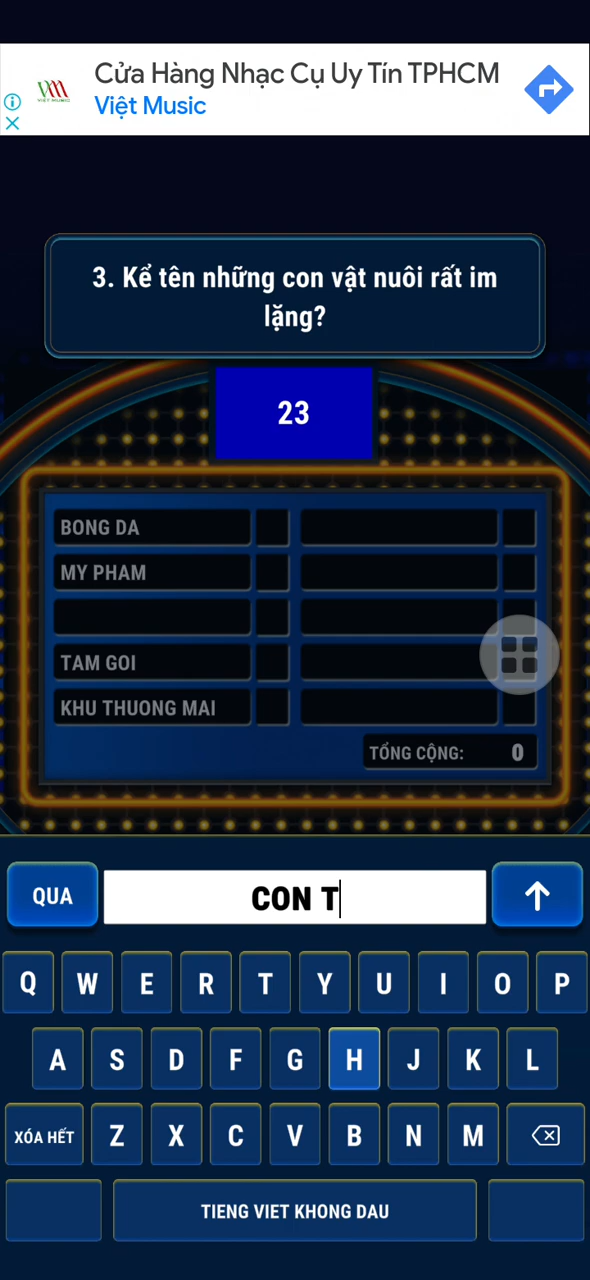 Cửa Hàng Nhạc Cụ Uy Tín TPHCM
VIỆT MUSIC
Việt Music
3. Kể tên những con vật nuôi rất im
lặng?
23
BONG DA
MY PHAM
TAM GOI
KHU THUONG MAI
TỔNG CỘNG: 0
QUA CON T
Q W E R T Y U I O P
A S D F G H J K L
XÓA HẾT Z X C V B N M
TIENG VIET KHONG DAU